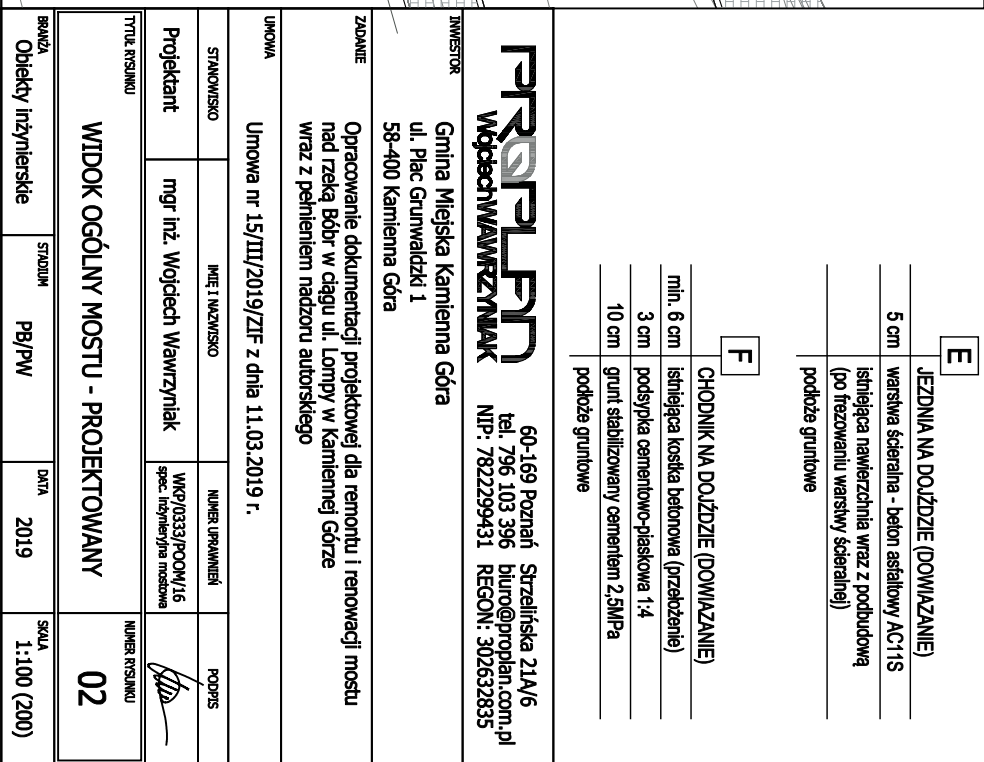 E
JEZDNIA NA DOJŹDZIE (DOWIAZANIE)
5 cm warstwa ścieralna - beton asfaltowy AC11S
istniejąca nawierzchnia wraz z podbudową
(po frezowaniu warstwy ścieralnej)
podłoże gruntowe
F
CHODNIK NA DOJŹDZIE (DOWIAZANIE)
min. 6 cm istniejąca kostka betonowa (przełożenie)
3 cm podsypka cementowo-piaskowa 1:4
10 cm grunt stabilizowany cementem 2,5MPa
podłoże gruntowe
PROPLAN
Wojciech WAWRZYNIAK
60-169 Poznań Strzelińska 21A/6
tel. 796 103 396 biuro@proplan.com.pl
NIP: 7822299431 REGON: 302632835
INWESTOR
Gmina Miejska Kamienna Góra
ul. Plac Grunwaldzki 1
58-400 Kamienna Góra
ZADANIE
Opracowanie dokumentacji projektowej dla remontu i renowacji mostu
nad rzeką Bóbr w ciągu ul. Lompy w Kamiennej Górze
wraz z pełnieniem nadzoru autorskiego
UMOWA
Umowa nr 15/III/2019/ZIF z dnia 11.03.2019 r.
STANOWISKO IMIĘ I NAZWISKO NUMER UPRAWNIEŃ PODPIS
Projektant mgr inż. Wojciech Wawrzyniak WKP/0333/POOM/16
spec. inżynieryjna mostowa
TYTUŁ RYSUNKU NUMER RYSUNKU
WIDOK OGÓLNY MOSTU - PROJEKTOWANY 02
BRANŻA STADIUM DATA SKALA
Obiekty inżynierskie PB/PW 2019 1:100 (200)